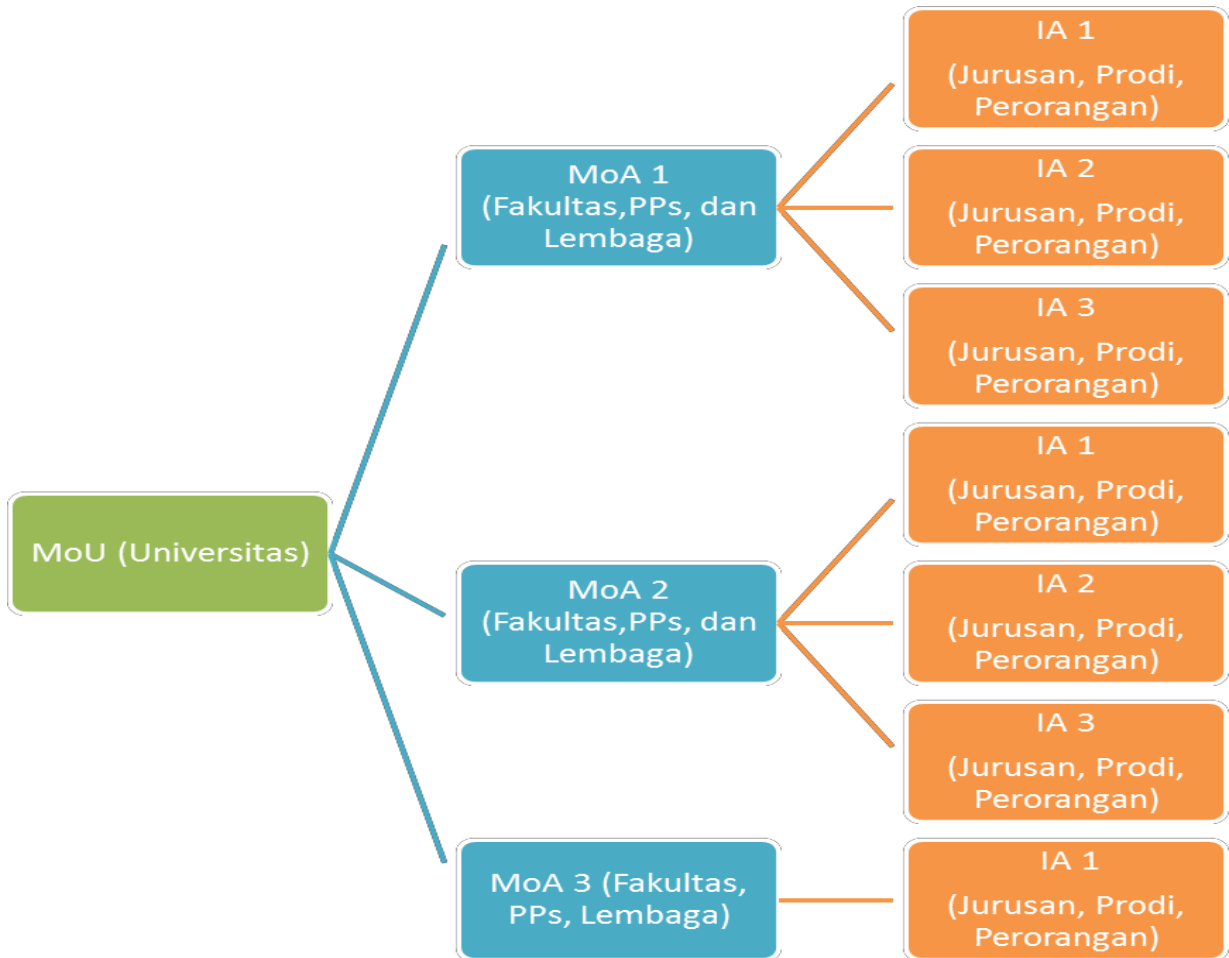 MoU (Universitas)
MoA 1
(Fakultas,PPs, dan
Lembaga)
IA 1
(Jurusan, Prodi,
Perorangan)
IA 2
(Jurusan, Prodi,
Perorangan)
IA 3
(Jurusan, Prodi,
Perorangan)
MoA 2
(Fakultas,PPs, dan
Lembaga)
IA 1
(Jurusan, Prodi,
Perorangan)
IA 2
(Jurusan, Prodi,
Perorangan)
IA 3
(Jurusan, Prodi,
Perorangan)
MoA 3 (Fakultas,
PPs, Lembaga)
IA 1
(Jurusan, Prodi,
Perorangan)